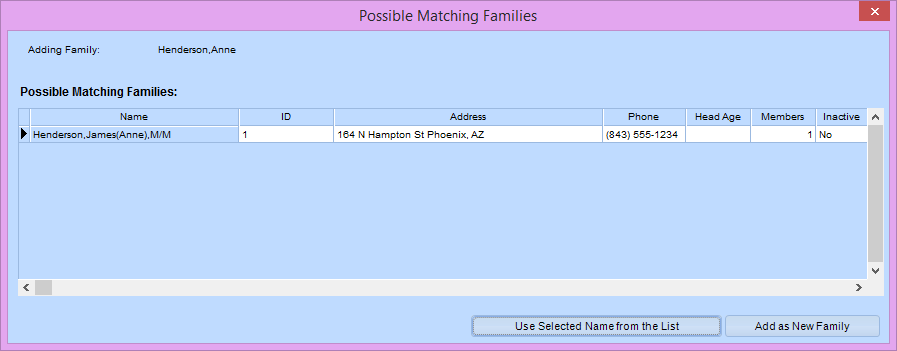 Possible Matching Families
Adding Family: Henderson,Anne
Possible Matching Families:
Name ID Address Phone Head Age Members Inactive
Henderson,James(Anne),M/M 1 164 N Hampton St Phoenix, AZ (843) 555-1234 1 No
Use Selected Name from the List Add as New Family